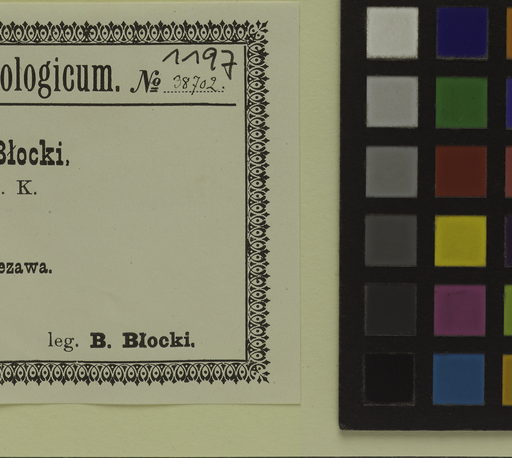 1197
ologicum. № 38702.
Błocki,
. K.
ezawa.
leg. B. Błocki.